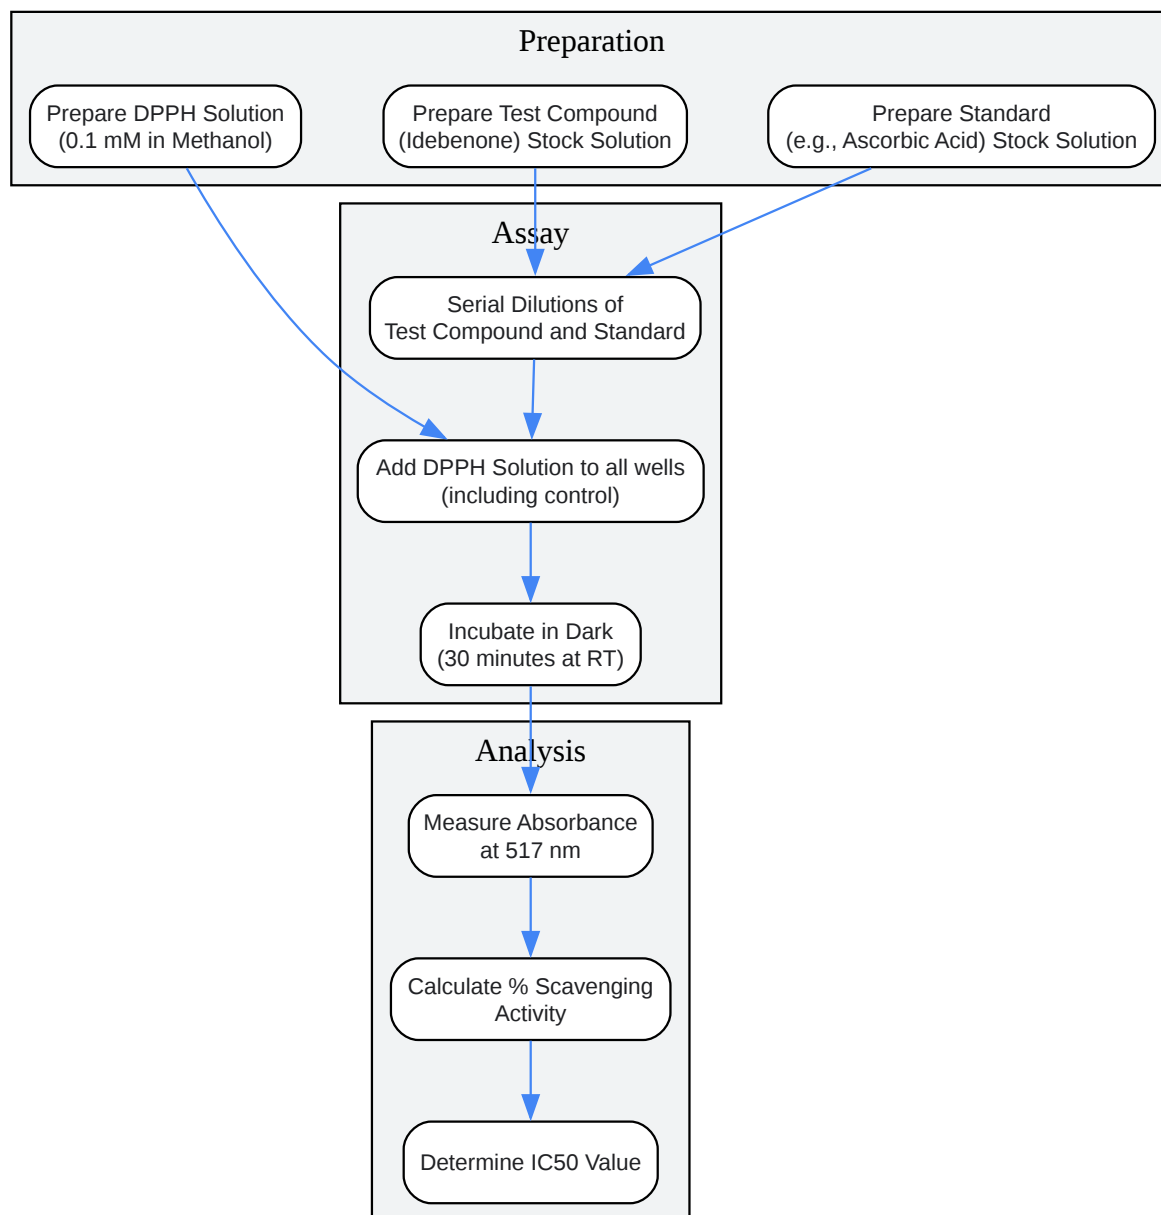 Preparation
Prepare DPPH Solution
(0.1 mM in Methanol)
Prepare Test Compound
(Idebenone) Stock Solution
Prepare Standard
(e.g., Ascorbic Acid) Stock Solution
Assay
Serial Dilutions of
Test Compound and Standard
Add DPPH Solution to all wells
(including control)
Incubate in Dark
(30 minutes at RT)
Analysis
Measure Absorbance
at 517 nm
Calculate % Scavenging
Activity
Determine IC50 Value